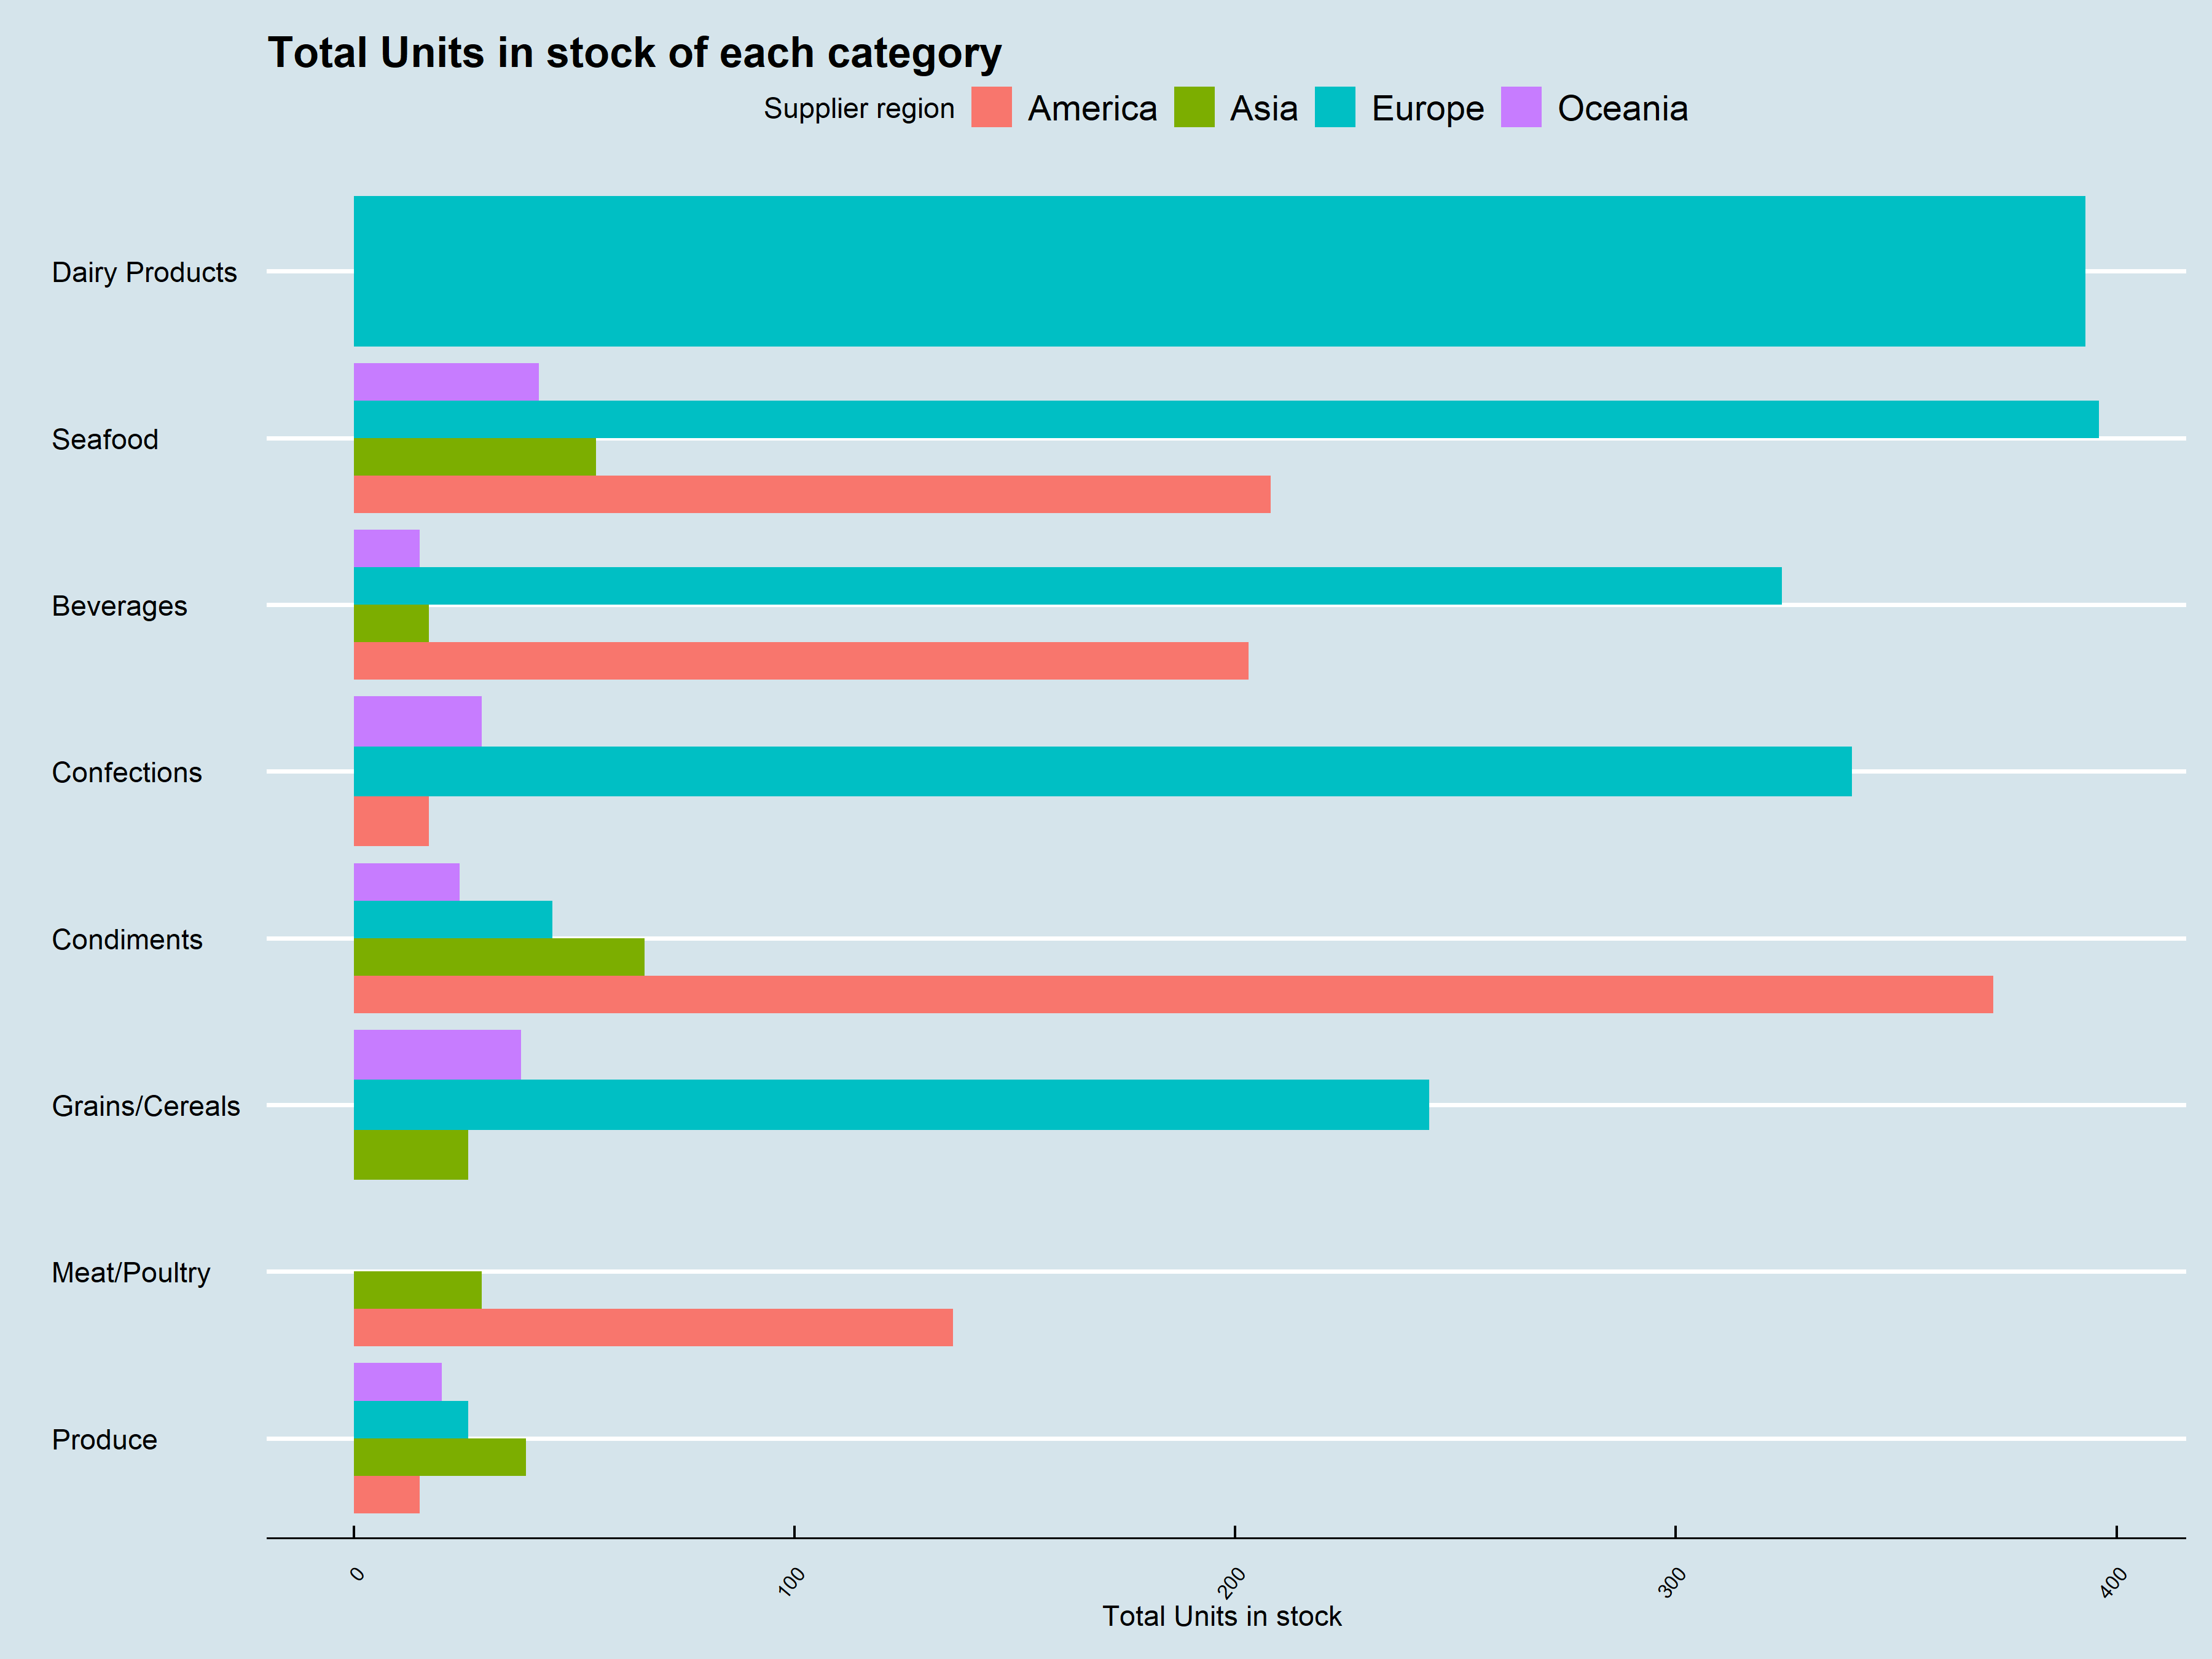 Total Units in stock of each category
Supplier region America Asia Europe Oceania
Dairy Products
Seafood
Beverages
Confections
Condiments
Grains/Cereals
Meat/Poultry
Produce
0 100 200 300 400
Total Units in stock